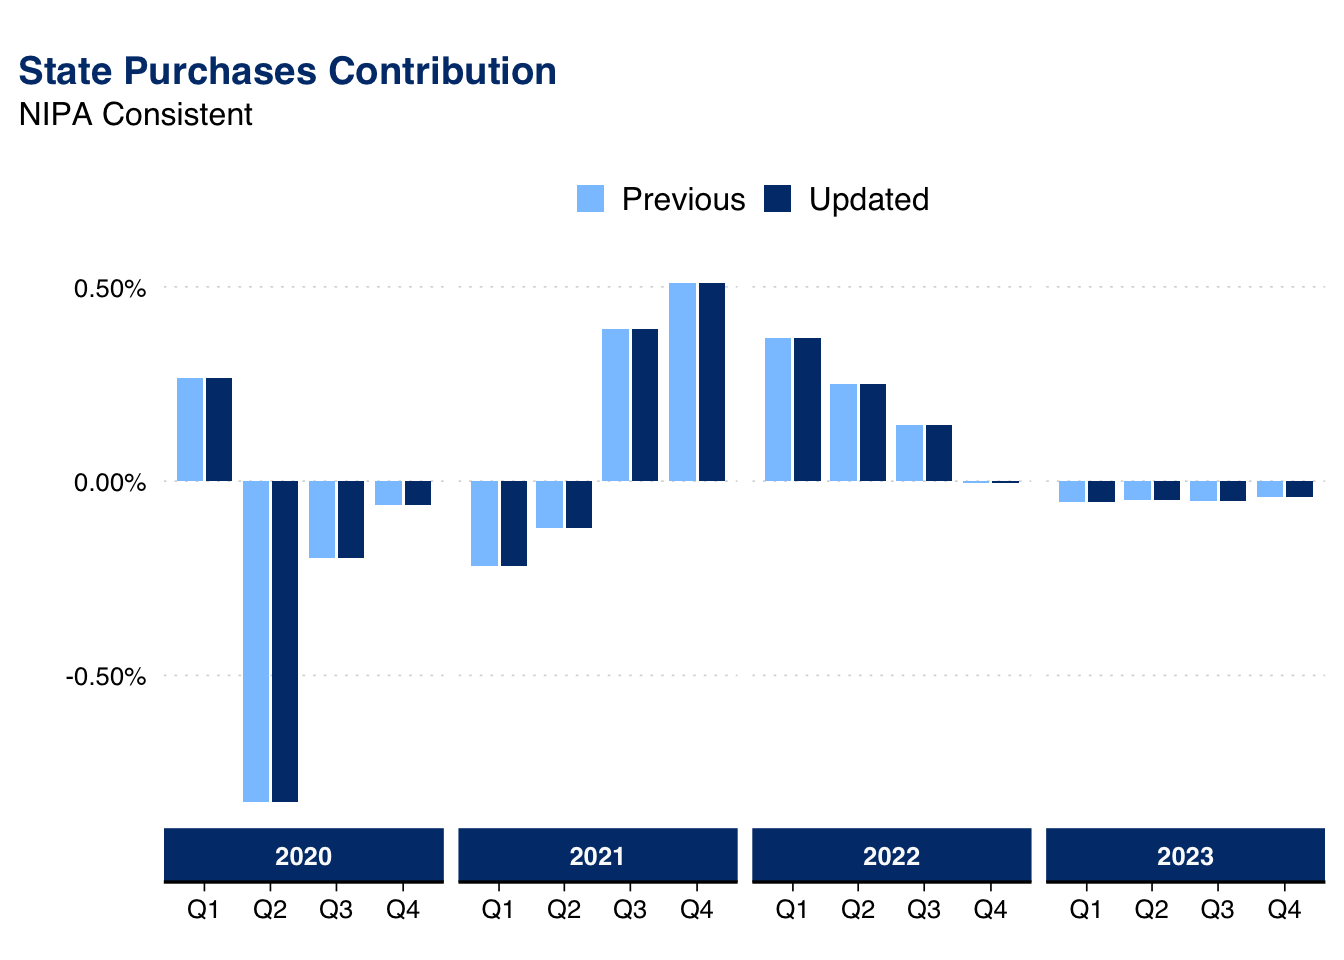 State Purchases Contribution
NIPA Consistent
Previous Updated
0.50%
0.00%
-0.50%
2020 2021 2022 2023
Q1 Q2 Q3 Q4 Q1 Q2 Q3 Q4 Q1 Q2 Q3 Q4 Q1 Q2 Q3 Q4